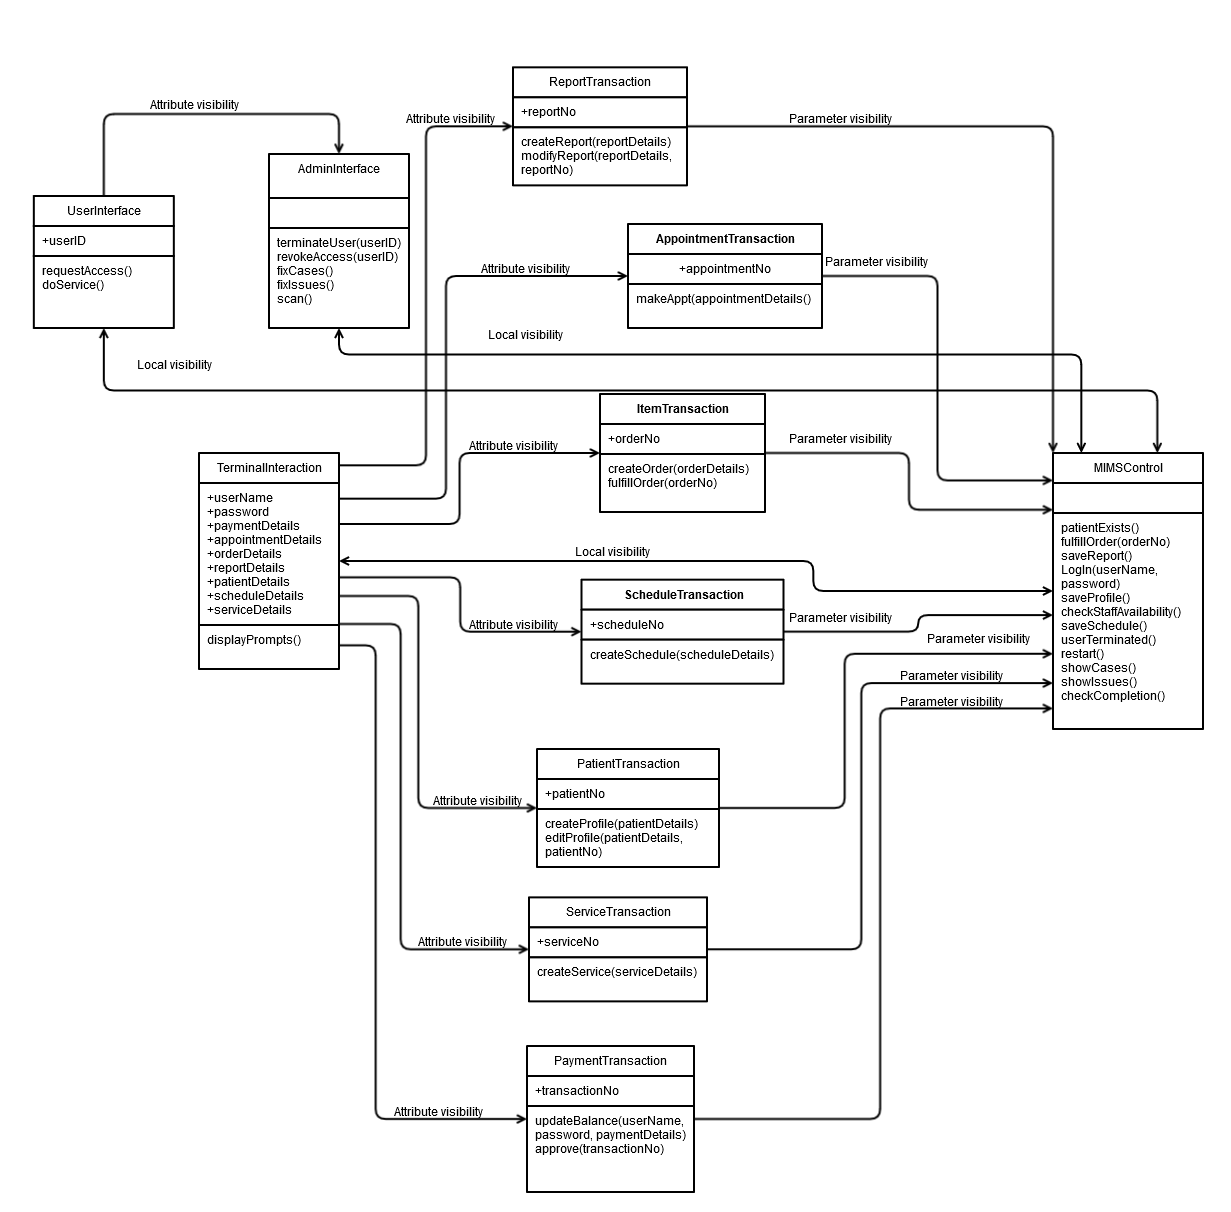 ReportTransaction
+reportNo
createReport(reportDetails)
modifyReport(reportDetails,
reportNo)
Attribute visibility
Attribute visibility
Parameter visibility
AdminInterface
terminateUser(userID)
revokeAccess(userID)
fixCases()
fixIssues()
scan()
UserInterface
+userID
requestAccess()
doService()
AppointmentTransaction
+appointmentNo
makeAppt(appointmentDetails()
Attribute visibility
Parameter visibility
Local visibility
Local visibility
ItemTransaction
+orderNo
createOrder(orderDetails)
fulfillOrder(orderNo)
Attribute visibility
Parameter visibility
TerminalInteraction
+userName
+password
+paymentDetails
+appointmentDetails
+orderDetails
+reportDetails
+patientDetails
+scheduleDetails
+serviceDetails
displayPrompts()
MIMSControl
patientExists()
fulfillOrder(orderNo)
saveReport()
LogIn(userName,
password)
saveProfile()
checkStaffAvailability()
saveSchedule()
userTerminated()
restart()
showCases()
showIssues()
checkCompletion()
Local visibility
ScheduleTransaction
+scheduleNo
createSchedule(scheduleDetails)
Attribute visibility
Parameter visibility
Parameter visibility
Parameter visibility
Parameter visibility
PatientTransaction
+patientNo
createProfile(patientDetails)
editProfile(patientDetails,
patientNo)
Attribute visibility
ServiceTransaction
+serviceNo
createService(serviceDetails)
Attribute visibility
PaymentTransaction
+transactionNo
updateBalance(userName,
password, paymentDetails)
approve(transactionNo)
Attribute visibility